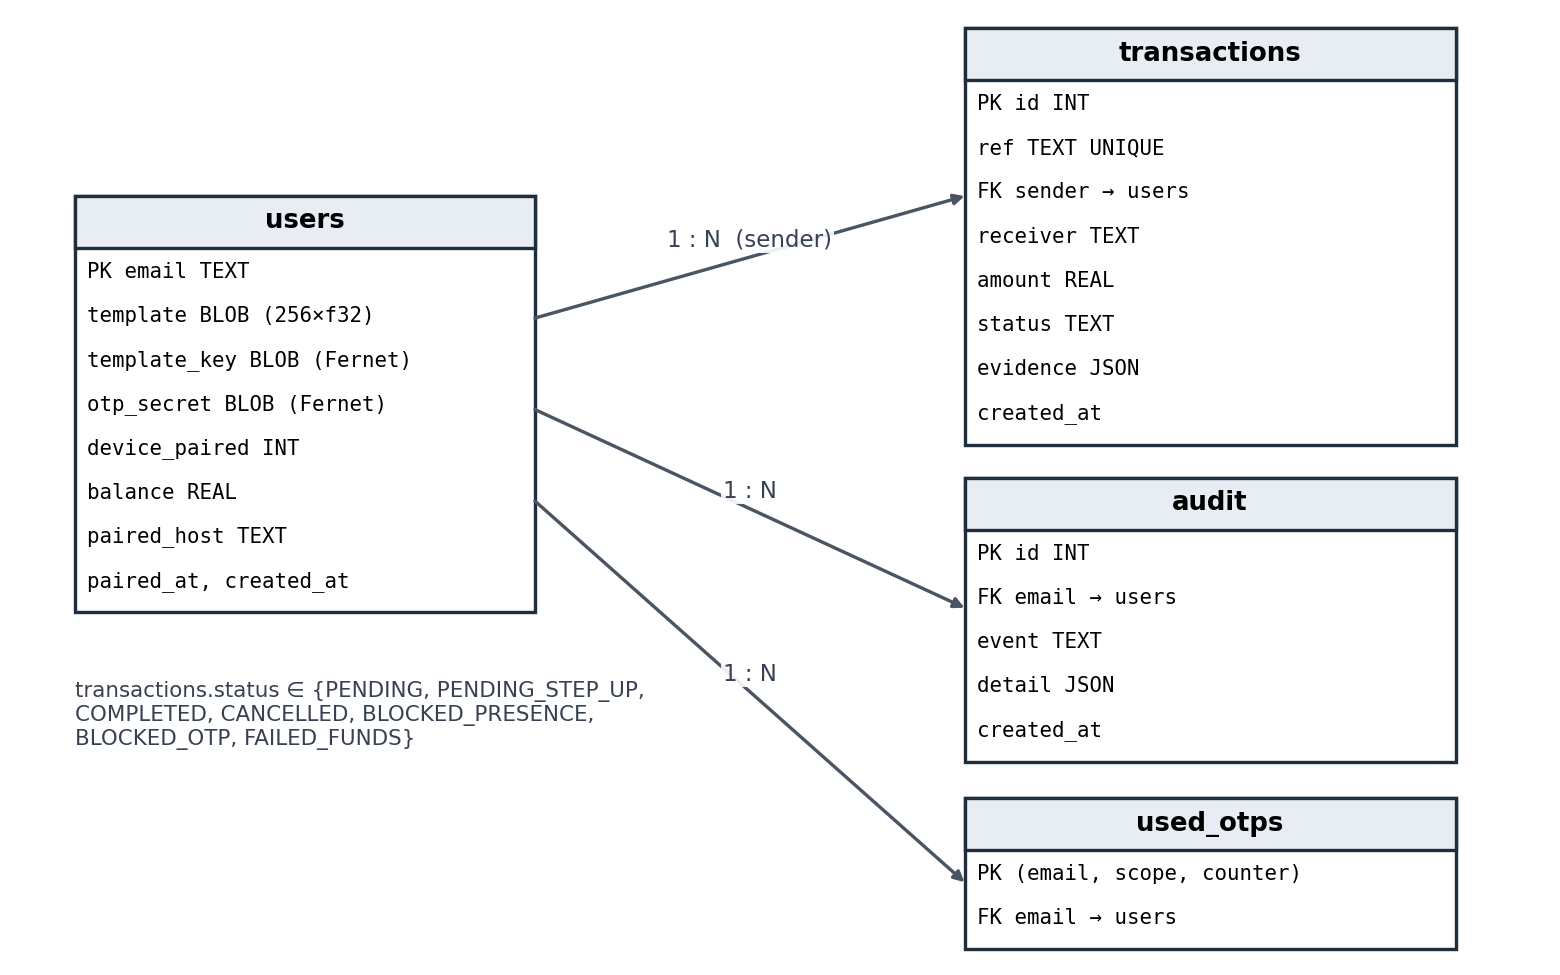 users
PK email TEXT
template BLOB (256×f32)
template_key BLOB (Fernet)
otp_secret BLOB (Fernet)
device_paired INT
balance REAL
paired_host TEXT
paired_at, created_at
transactions.status ∈ {PENDING, PENDING_STEP_UP,
COMPLETED, CANCELLED, BLOCKED_PRESENCE,
BLOCKED_OTP, FAILED_FUNDS}
1 : N  (sender)
1 : N
1 : N
transactions
PK id INT
ref TEXT UNIQUE
FK sender → users
receiver TEXT
amount REAL
status TEXT
evidence JSON
created_at
audit
PK id INT
FK email → users
event TEXT
detail JSON
created_at
used_otps
PK (email, scope, counter)
FK email → users